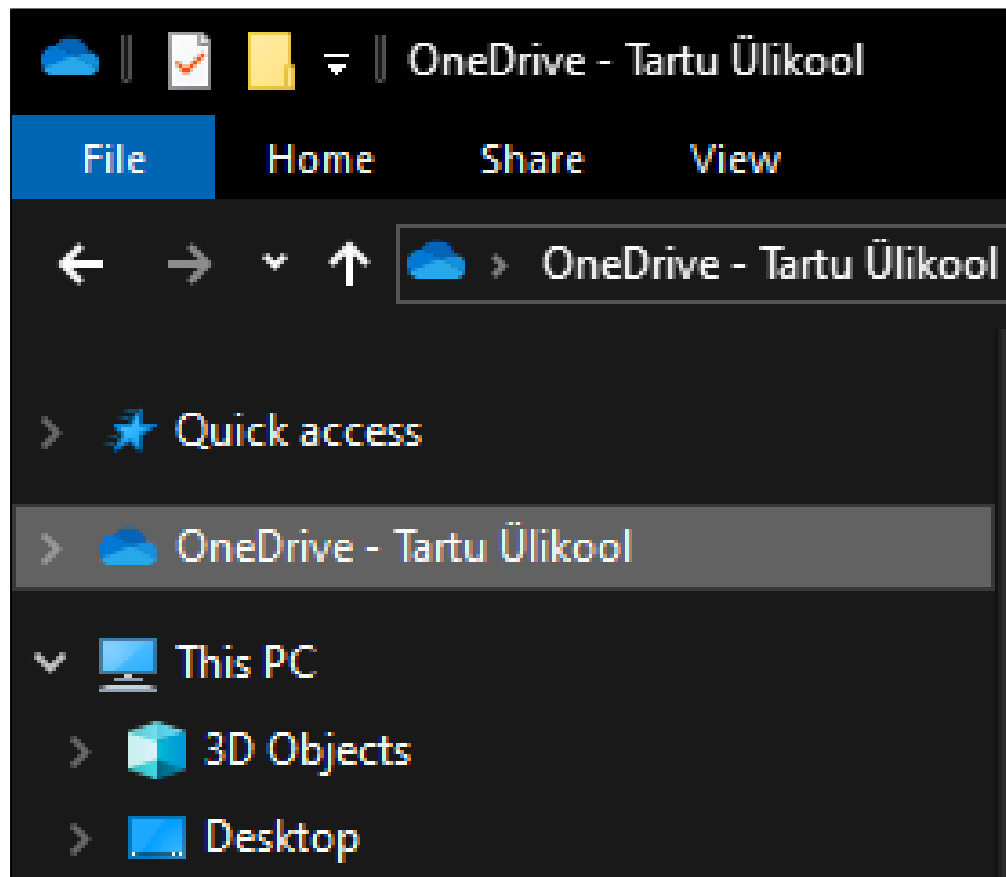 OneDrive - Tartu Ülikool
File Home Share View
OneDrive - Tartu Ülikool
Quick access
OneDrive - Tartu Ülikool
This PC
3D Objects
Desktop